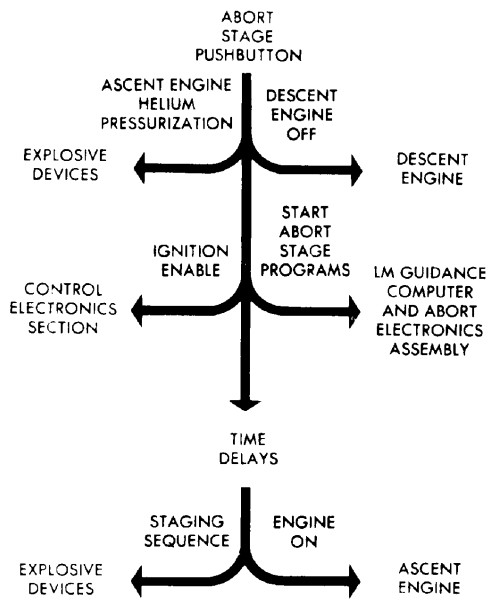 ABORT
STAGE
PUSHBUTTON
ASCENT ENGINE
HELIUM
PRESSURIZATION
DESCENT
ENGINE
OFF
EXPLOSIVE
DEVICES
DESCENT
ENGINE
IGNITION
ENABLE
START
ABORT
STAGE
PROGRAMS
CONTROL
ELECTRONICS
SECTION
LM GUIDANCE
COMPUTER
AND ABORT
ELECTRONICS
ASSEMBLY
TIME
DELAYS
STAGING
SEQUENCE
ENGINE
ON
EXPLOSIVE
DEVICES
ASCENT
ENGINE